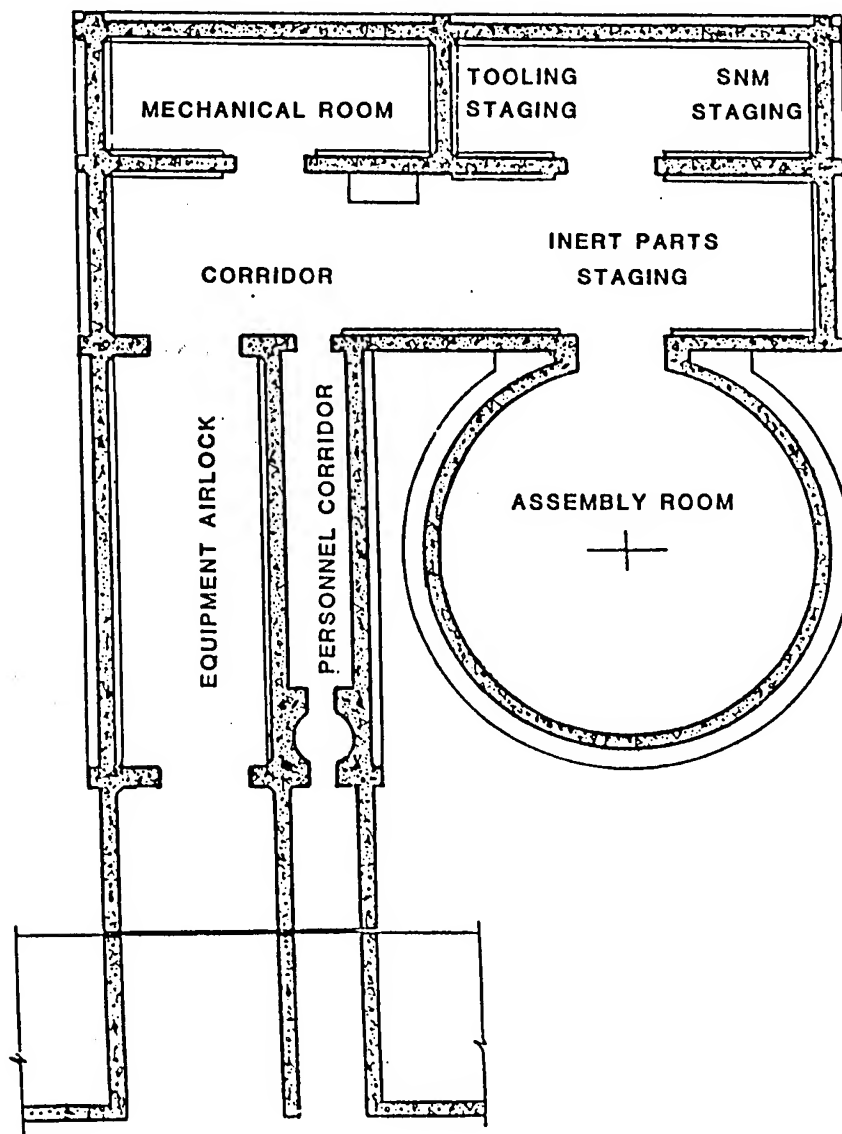 MECHANICAL ROOM
TOOLING
STAGING
SNM
STAGING
CORRIDOR
INERT PARTS
STAGING
EQUIPMENT AIRLOCK
PERSONNEL CORRIDOR
ASSEMBLY ROOM